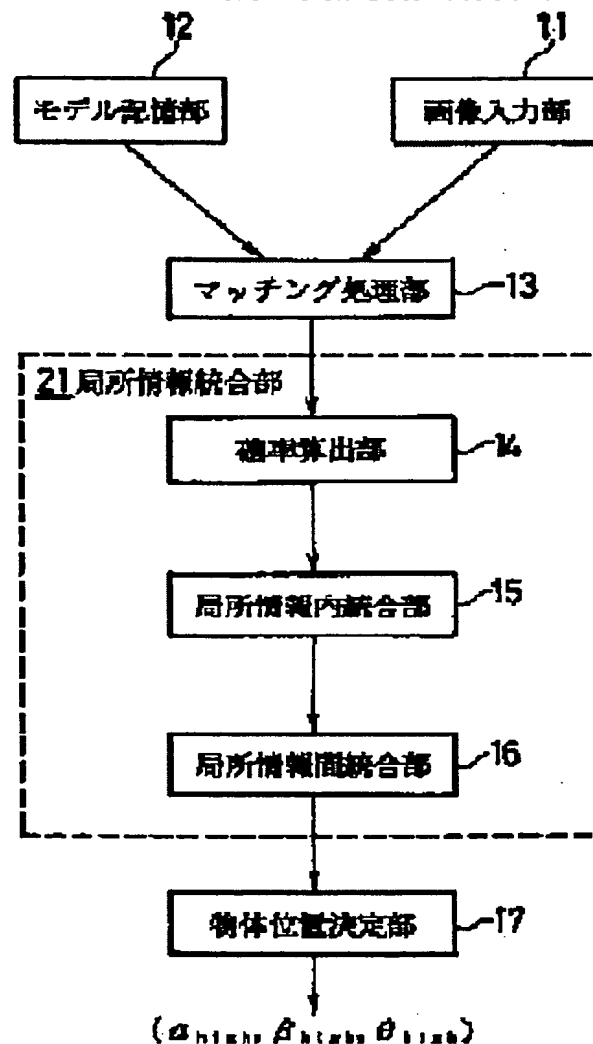 12
11
モデル記憶部
画像入力部
マッチング処理部
13
21 局所情報統合部
確率算出部
14
局所情報内統合部
15
局所情報間統合部
16
物体位置決定部
17
(α high, β high, θ high)